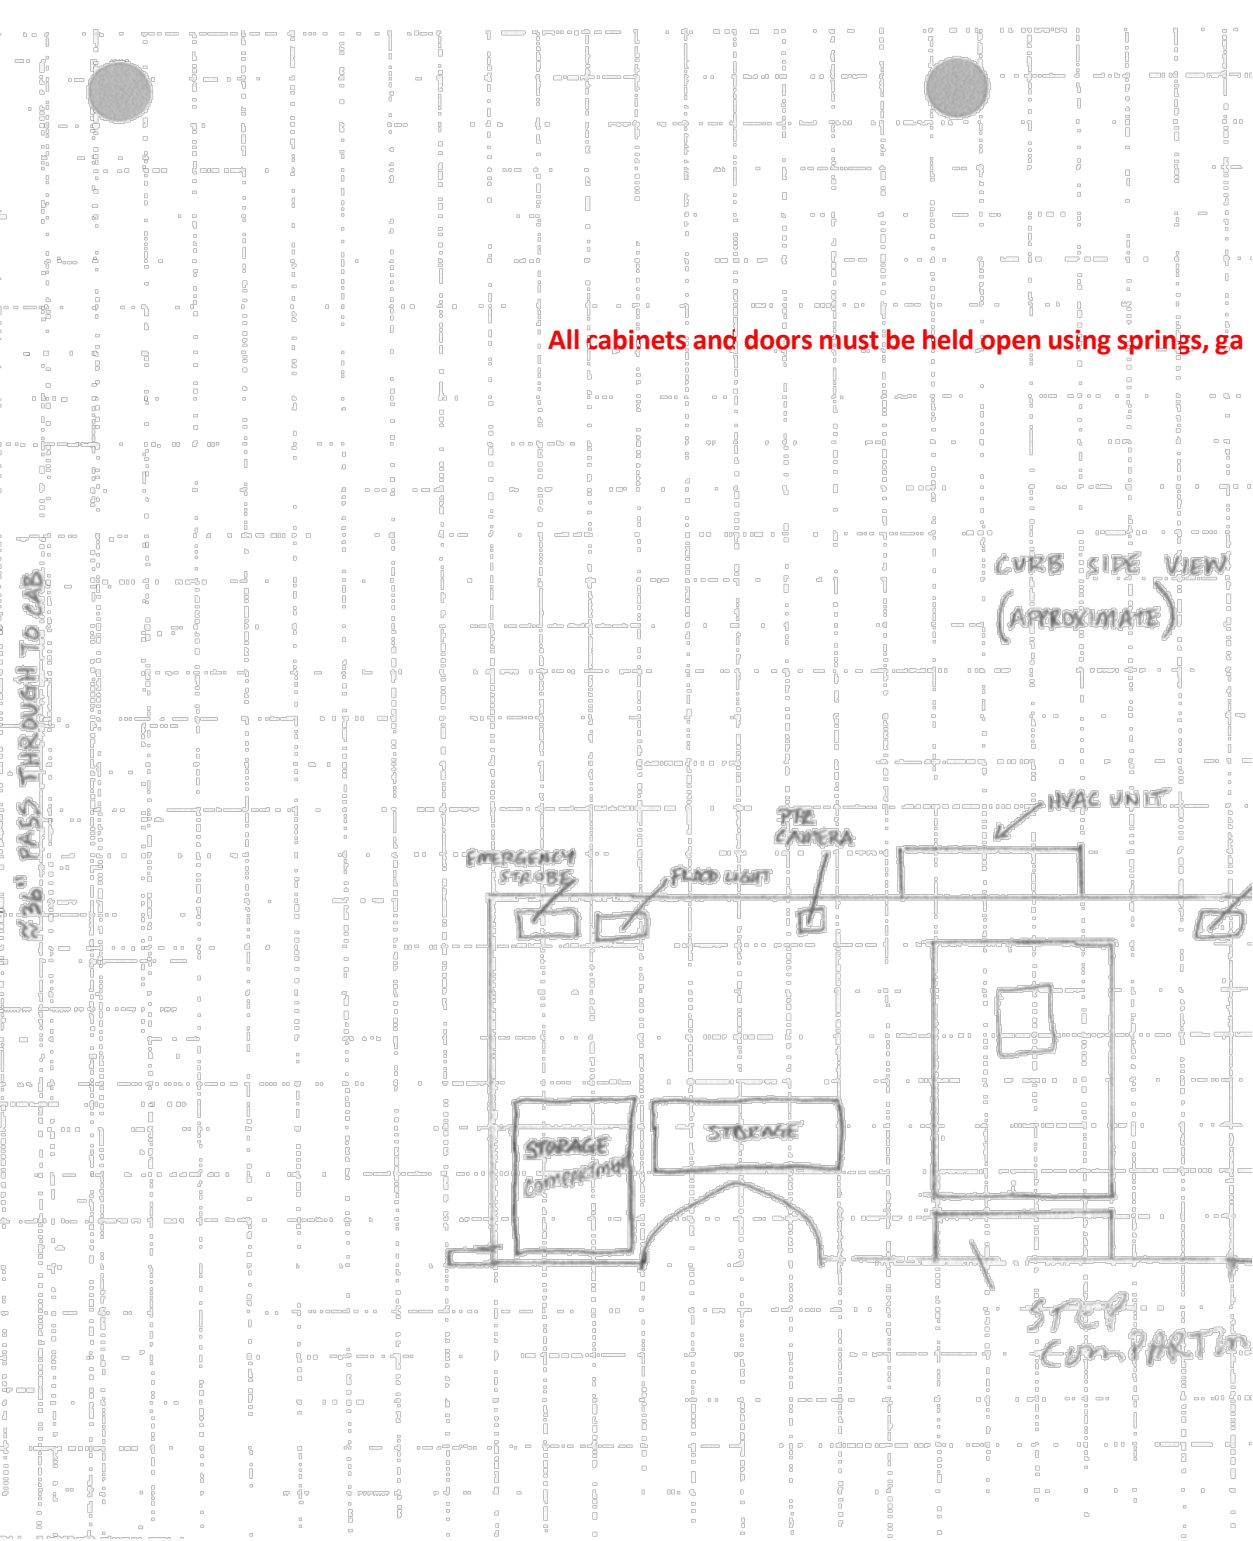 All cabinets and doors must be held open using springs, ga
CURB SIDE VIEW
(APPROXIMATE)
≈36" PASS THROUGH TO CAB
HVAC UNIT
PTZ
CAMERA
EMERGENCY
STROBE
FLOOD LIGHT
STORAGE
COMPARTMENT
STORAGE
STEP
COMPARTM